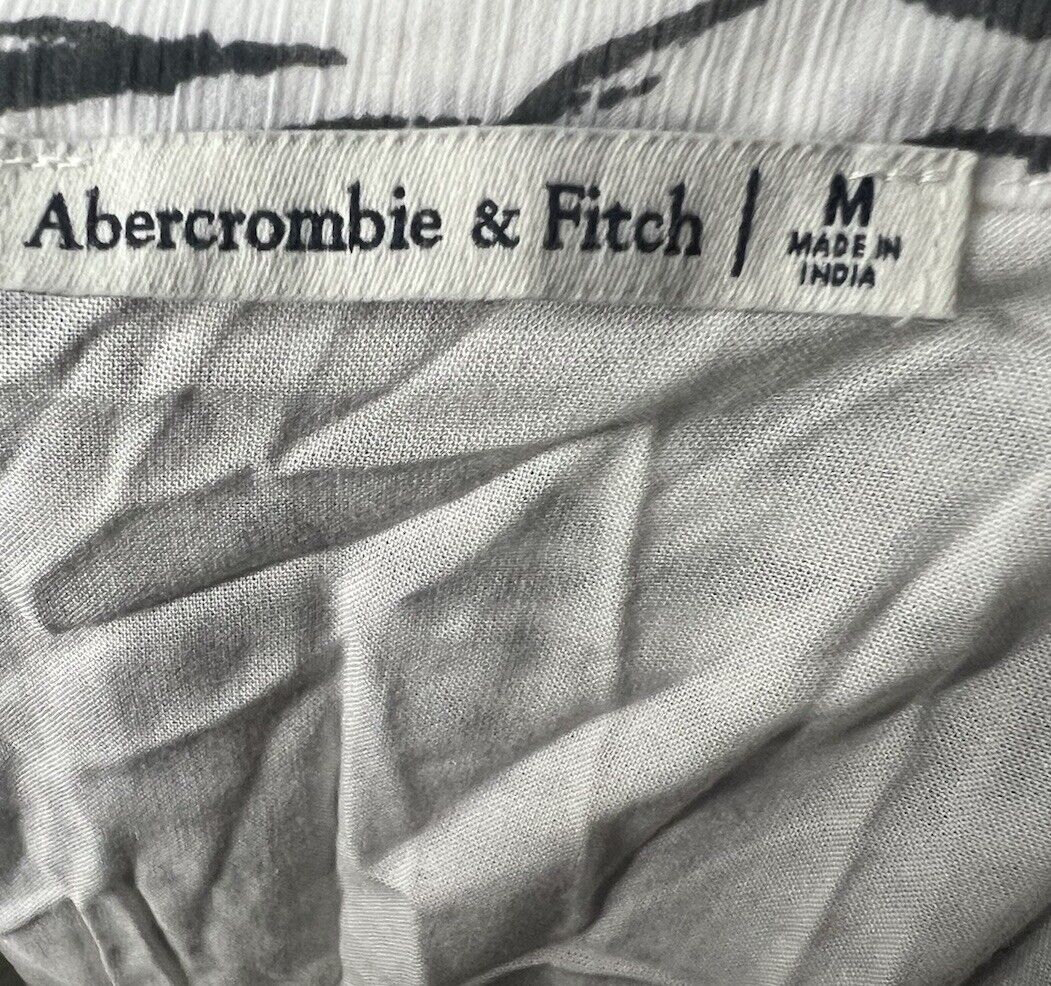 Abercrombie & Fitch | M
MADE IN
INDIA